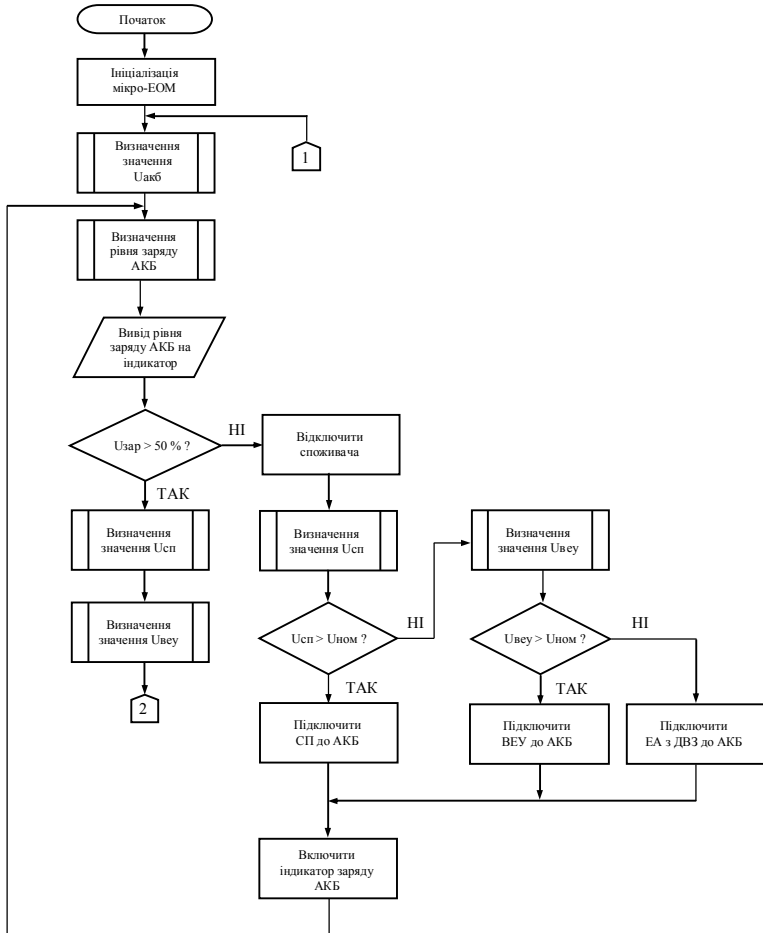 Початок
Ініціалізація
мікро-ЕОМ
1
Визначення
значення
Uакб
Визначення
рівня заряду
АКБ
Вивід рівня
заряду АКБ на
індикатор
Uзар > 50 % ?
НІ
Відключити
споживача
ТАК
Визначення
значення Uсп
Визначення
значення Uсп
Визначення
значення Uвеу
Визначення
значення Uвеу
Uсп > Uном ?
НІ
Uвеу > Uном ?
НІ
ТАК
ТАК
2
Підключити
СП до АКБ
Підключити
ВЕУ до АКБ
Підключити
ЕА з ДВЗ до АКБ
Включити
індикатор заряду
АКБ